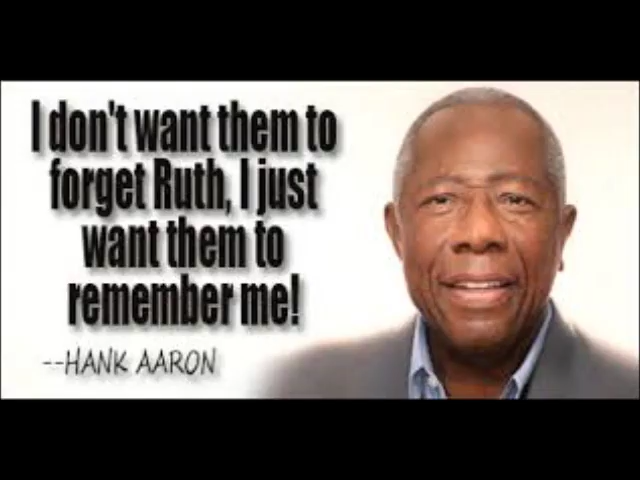 I don't want them to
forget Ruth, I just
want them to
remember me!
--HANK AARON